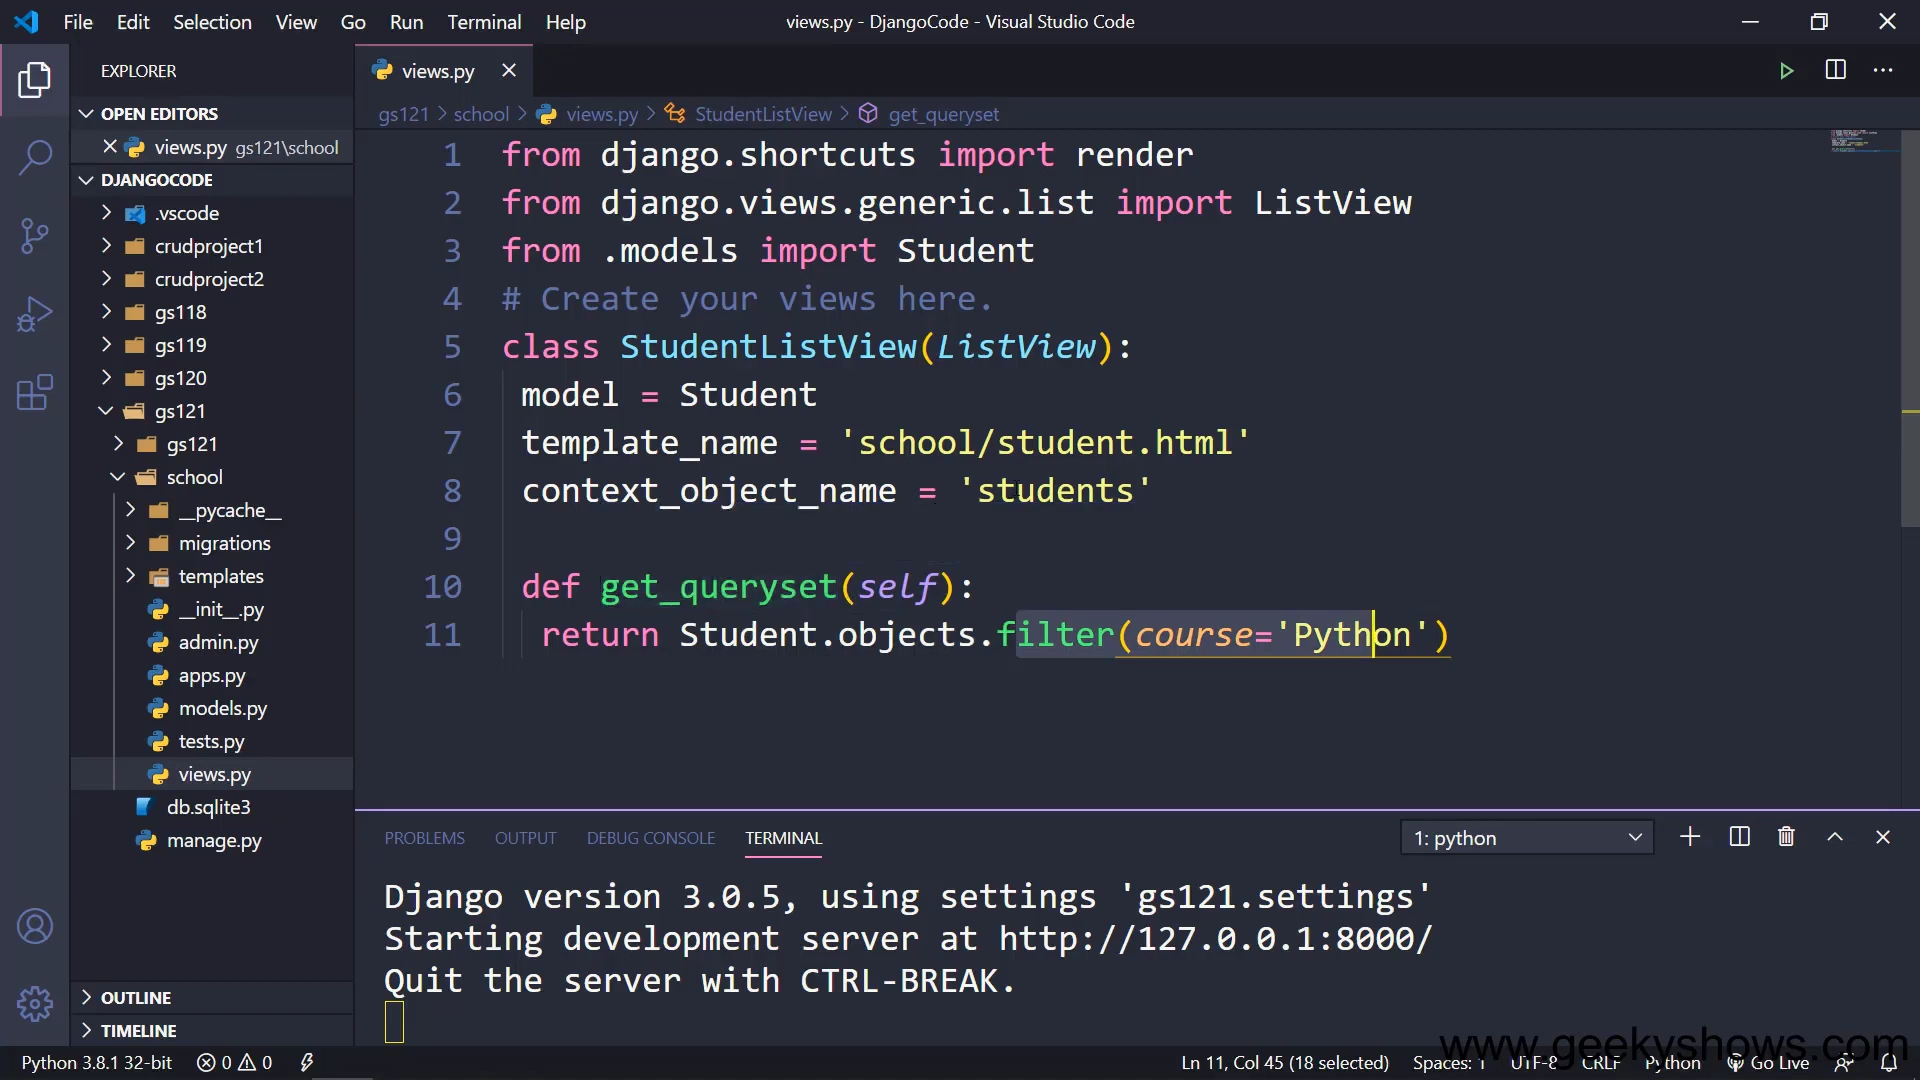 File Edit Selection View Go Run Terminal Help
views.py - DjangoCode - Visual Studio Code
EXPLORER
OPEN EDITORS
views.py gs121\school
DJANGOCODE
.vscode
crudproject1
crudproject2
gs118
gs119
gs120
gs121
gs121
school
__pycache__
migrations
templates
__init__.py
admin.py
apps.py
models.py
tests.py
views.py
db.sqlite3
manage.py
OUTLINE
TIMELINE
views.py
gs121 > school > views.py > StudentListView > get_queryset
1 from django.shortcuts import render
2 from django.views.generic.list import ListView
3 from .models import Student
4 # Create your views here.
5 class StudentListView(ListView):
6 model = Student
7 template_name = 'school/student.html'
8 context_object_name = 'students'
9
10 def get_queryset(self):
11 return Student.objects.filter(course='Python')
PROBLEMS OUTPUT DEBUG CONSOLE TERMINAL
1: python
Django version 3.0.5, using settings 'gs121.settings'
Starting development server at http://127.0.0.1:8000/
Quit the server with CTRL-BREAK.
www.geekyshows.com
Python 3.8.1 32-bit 0 0
Ln 11, Col 45 (18 selected) Spaces: 1 UTF-8 CRLF Python Go Live